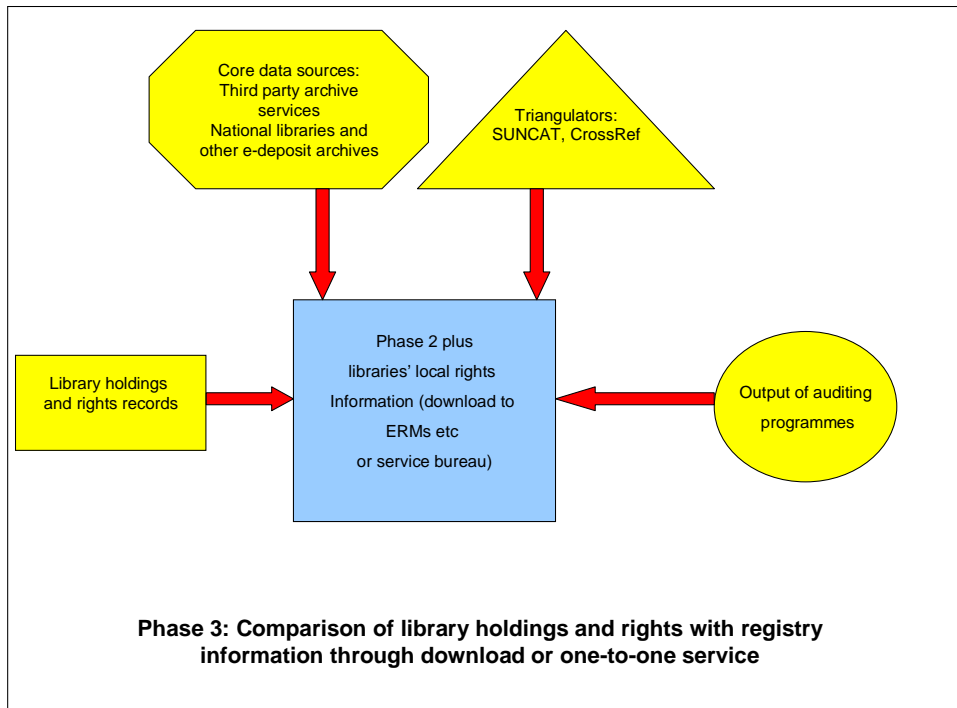 Core data sources:
Third party archive
services
National libraries and
other e-deposit archives
Triangulators:
SUNCAT, CrossRef
Library holdings
and rights records
Phase 2 plus
libraries’ local rights
Information (download to
ERMs etc
or service bureau)
Output of auditing
programmes
Phase 3: Comparison of library holdings and rights with registry
information through download or one-to-one service